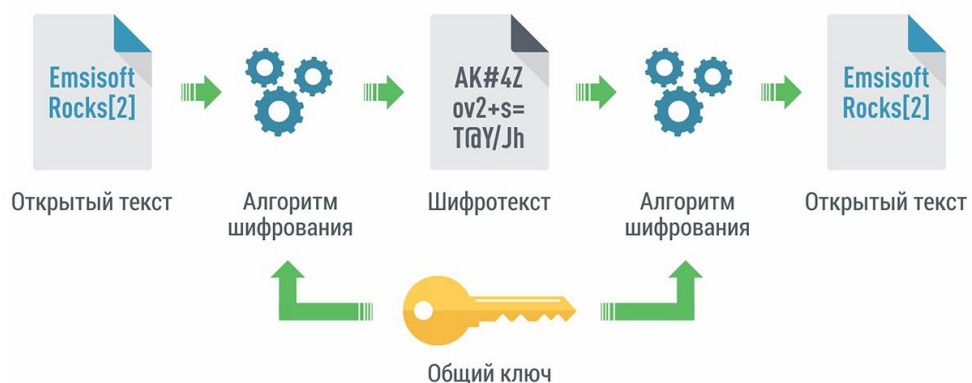 Emsisoft
Rocks[2]
AK#4Z
ov2+s=
T@Y/Jh
Emsisoft
Rocks[2]
Открытый текст
Алгоритм
шифрования
Шифротекст
Алгоритм
шифрования
Открытый текст
Общий ключ